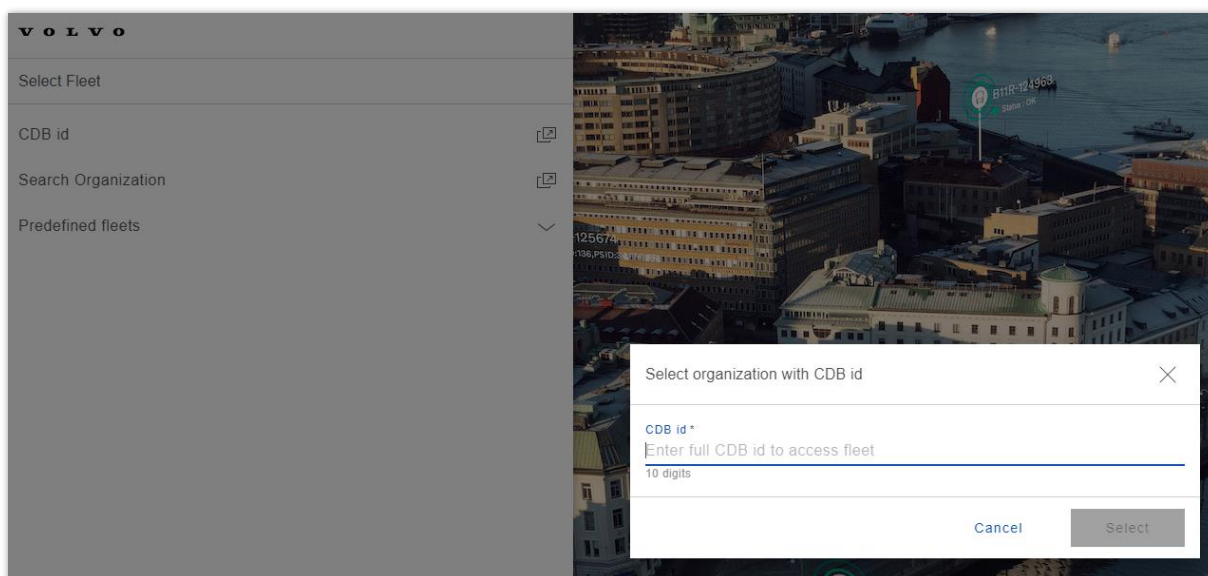 VOLVO
Select Fleet
CDB id
Search Organization
Predefined fleets
B11R-124968
Status : OK
125674
Select organization with CDB id
CDB id *
Enter full CDB id to access fleet
10 digits
Cancel
Select